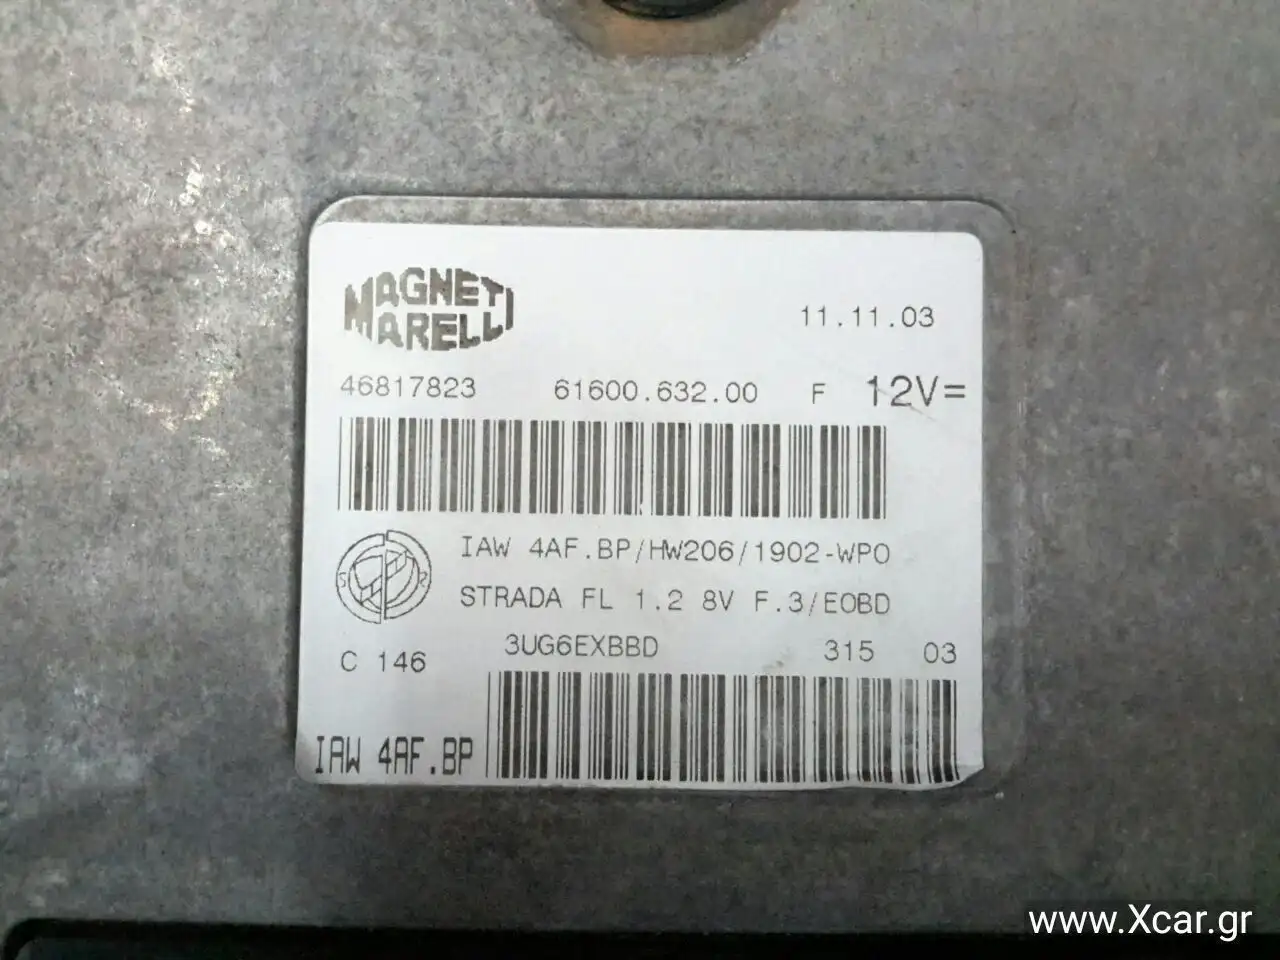 MAGNETI
MARELLI
11.11.03
46817823 61600.632.00 F 12V=
IAW 4AF.BP/HW206/1902-WPO
S R
STRADA FL 1.2 8V F.3/EOBD
3UG6EXBBD 315 03
C 146
IAW 4AF.BP
www.Xcar.gr